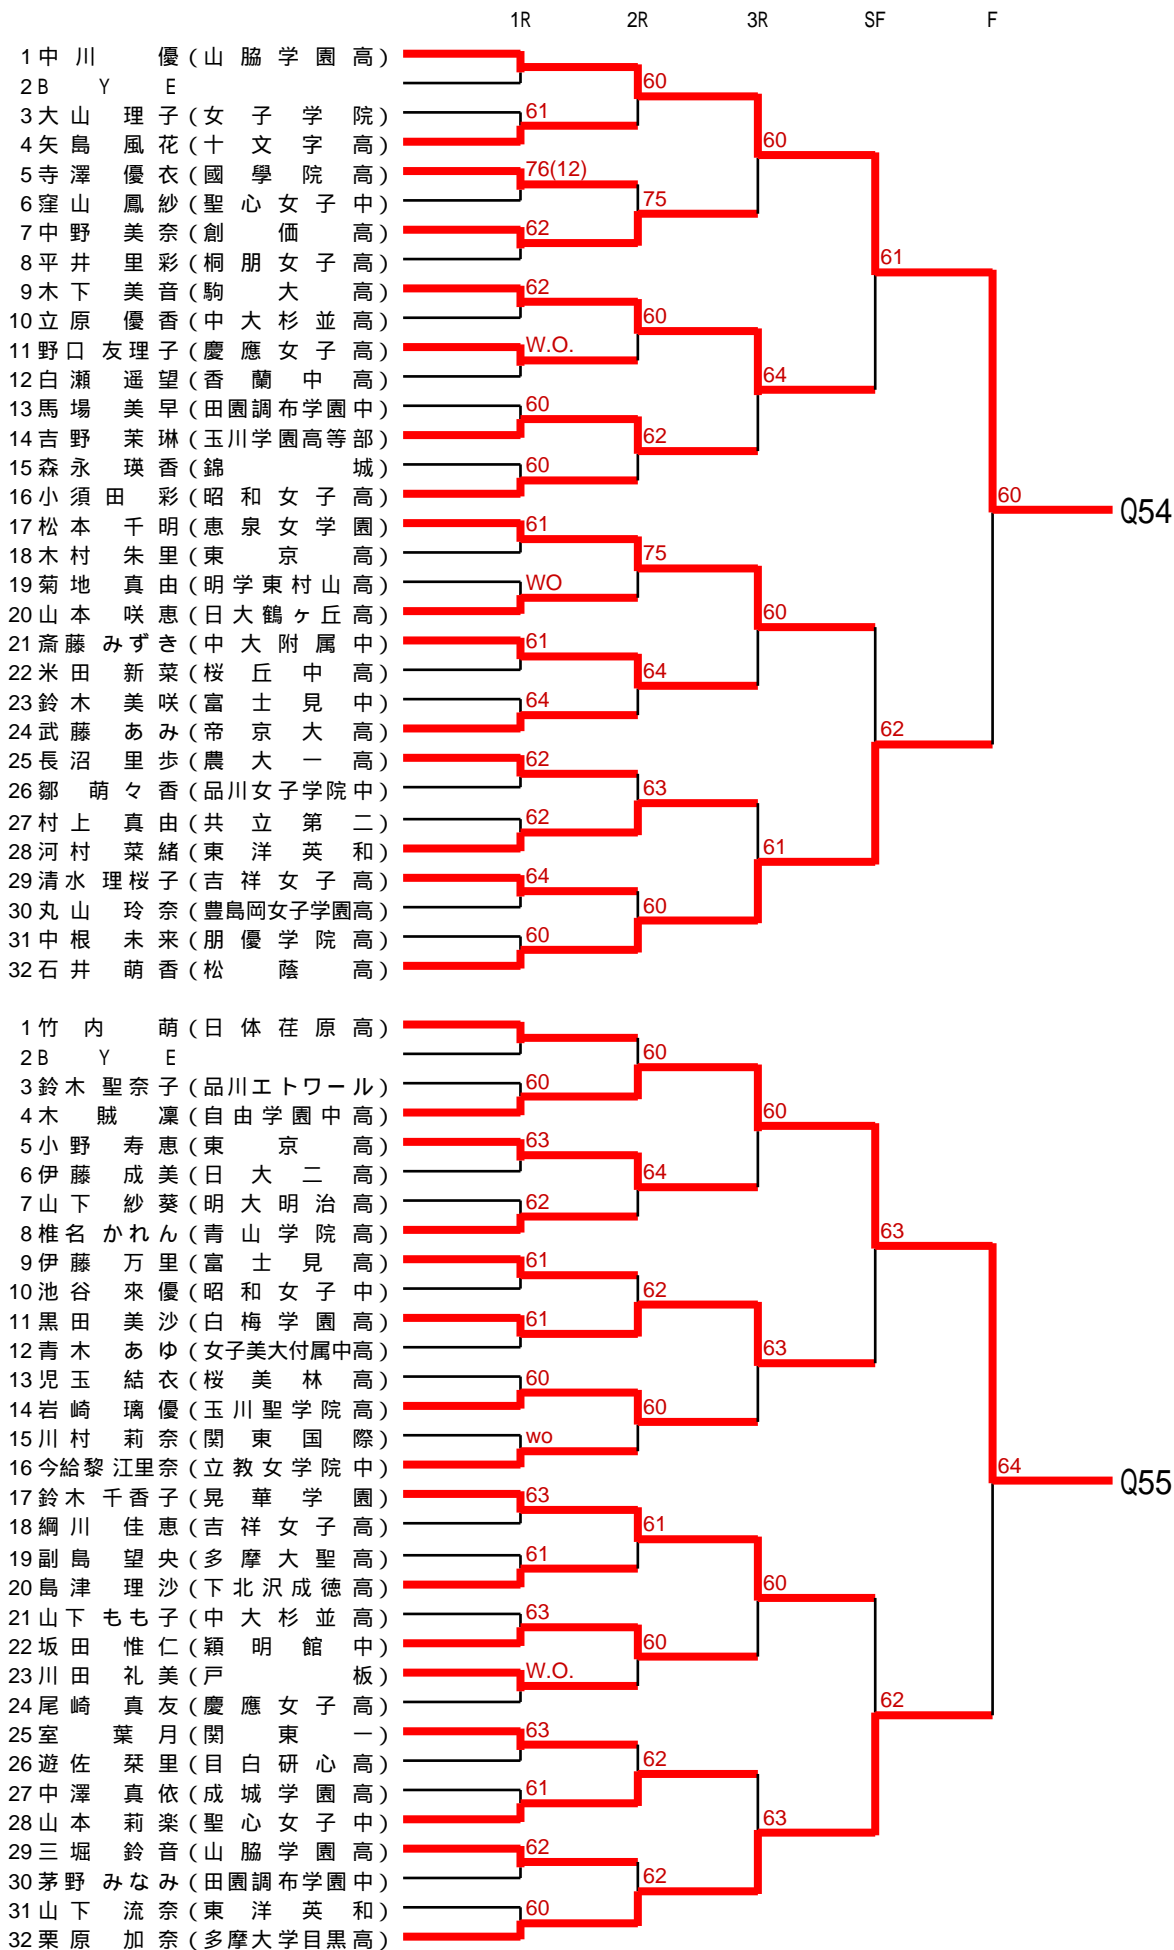 1R 2R 3R SF F
1 中川 優 (山脇学園高)
2 B Y E
60
3 大山 理子 (女子学院)
61
4 矢島 風花 (十文字高)
60
5 寺澤 優衣 (國學院高)
76(12)
6 窪山 鳳紗 (聖心女子中)
75
7 中野 美奈 (創価高)
62
8 平井 里彩 (桐朋女子高)
61
9 木下 美音 (駒大高)
62
10 立原 優香 (中大杉並高)
60
11 野口 友理子 (慶應女子高)
W.O.
12 白瀬 遥望 (香蘭中高)
64
13 馬場 美早 (田園調布学園中)
60
14 吉野 茉琳 (玉川学園高等部)
62
15 森永 瑛香 (錦城)
60
16 小須田 彩 (昭和女子高)
60
Q54
17 松本 千明 (恵泉女学園)
61
18 木村 朱里 (東京高)
75
19 菊地 真由 (明学東村山高)
WO
20 山本 咲恵 (日大鶴ヶ丘高)
60
21 斎藤 みずき (中大附属中)
61
22 米田 新菜 (桜丘中高)
64
23 鈴木 美咲 (富士見中)
64
24 武藤 あみ (帝京大高)
62
25 長沼 里歩 (農大一高)
62
26 鄒 萌々香 (品川女子学院中)
63
27 村上 真由 (共立第二)
62
28 河村 菜緒 (東洋英和)
61
29 清水 理桜子 (吉祥女子高)
64
30 丸山 玲奈 (豊島岡女子学園高)
60
31 中根 未来 (朋優学院高)
60
32 石井 萌香 (松蔭高)
1 竹内 萌 (日体荏原高)
2 B Y E
60
3 鈴木 聖奈子 (品川エトワール)
60
4 木賊 凜 (自由学園中高)
60
5 小野 寿恵 (東京高)
63
6 伊藤 成美 (日大二高)
64
7 山下 紗葵 (明大明治高)
62
8 椎名 かれん (青山学院高)
63
9 伊藤 万里 (富士見高)
61
10 池谷 來優 (昭和女子中)
62
11 黒田 美沙 (白梅学園高)
61
12 青木 あゆ (女子美大付属中高)
63
13 児玉 結衣 (桜美林高)
60
14 岩崎 璃優 (玉川聖学院高)
60
15 川村 莉奈 (関東国際)
wo
16 今給黎 江里奈 (立教女学院中)
64
Q55
17 鈴木 千香子 (晃華学園)
63
18 綱川 佳恵 (吉祥女子高)
61
19 副島 望央 (多摩大聖高)
61
20 島津 理沙 (下北沢成徳高)
60
21 山下 もも子 (中大杉並高)
63
22 坂田 惟仁 (穎明館中)
60
23 川田 礼美 (戸板)
W.O.
24 尾崎 真友 (慶應女子高)
62
25 室 葉月 (関東一)
63
26 遊佐 栞里 (目白研心高)
62
27 中澤 真依 (成城学園高)
61
28 山本 莉楽 (聖心女子中)
63
29 三堀 鈴音 (山脇学園高)
62
30 茅野 みなみ (田園調布学園中)
62
31 山下 流奈 (東洋英和)
60
32 栗原 加奈 (多摩大学目黒高)